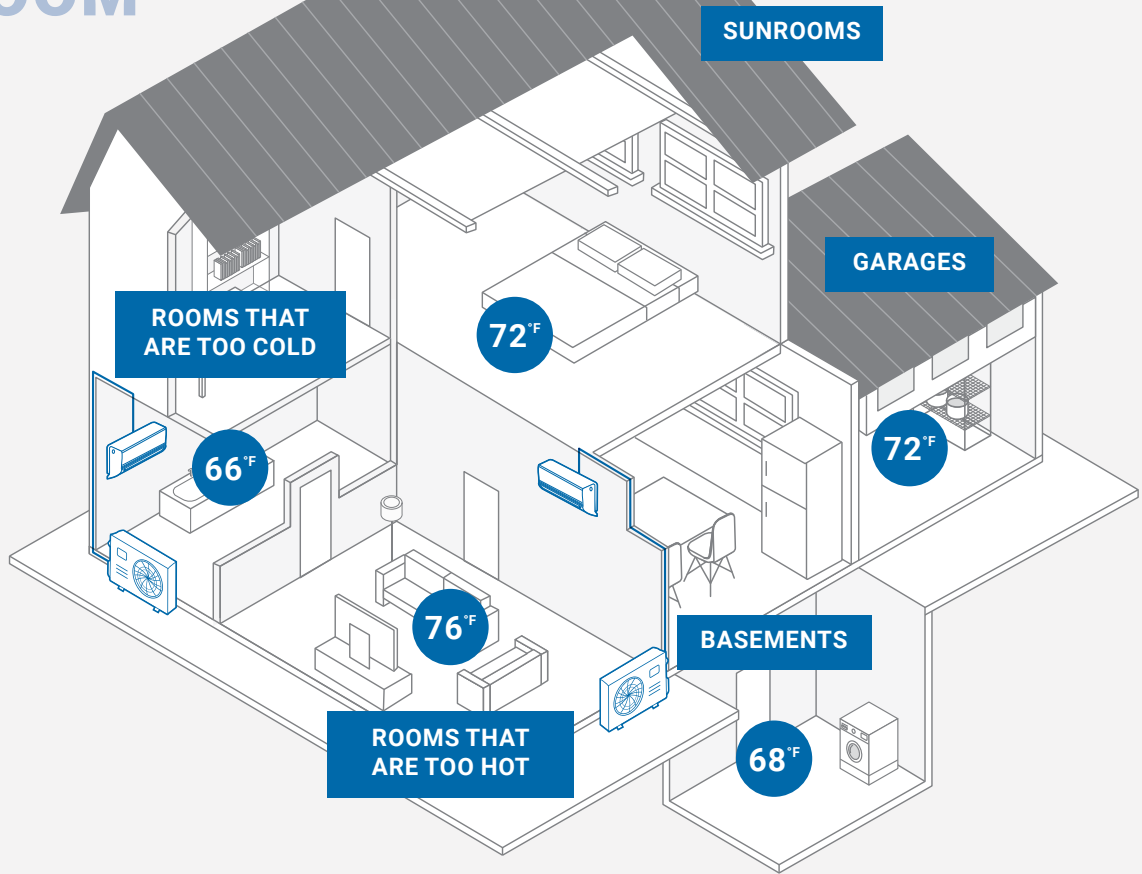 SUNROOMS
GARAGES
ROOMS THAT
ARE TOO COLD
72°F
72°F
66°F
76°F
BASEMENTS
ROOMS THAT
ARE TOO HOT
68°F